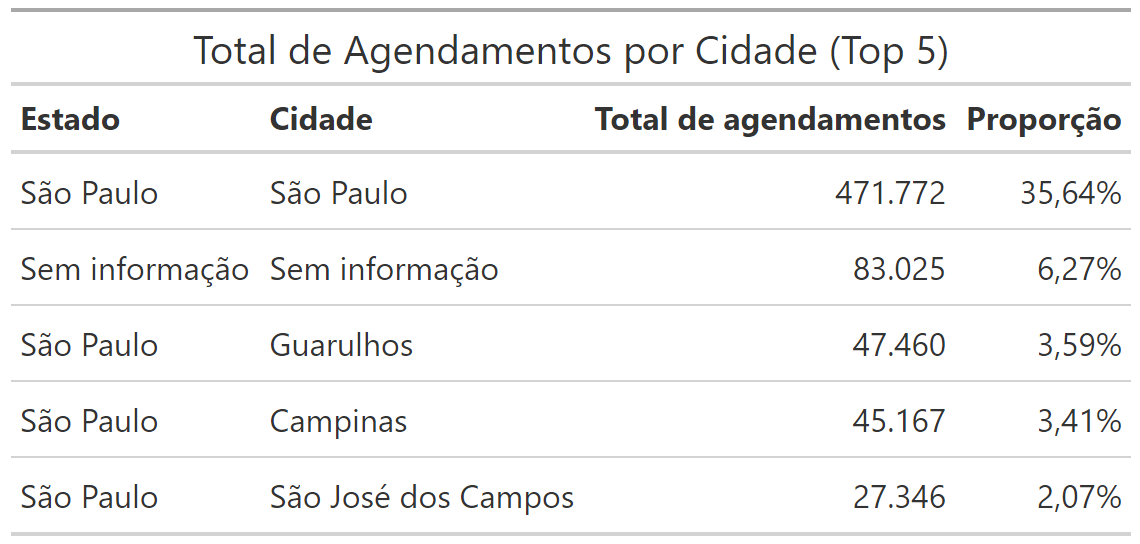 Total de Agendamentos por Cidade (Top 5)
Estado Cidade Total de agendamentos Proporção
São Paulo São Paulo 471.772 35,64%
Sem informação Sem informação 83.025 6,27%
São Paulo Guarulhos 47.460 3,59%
São Paulo Campinas 45.167 3,41%
São Paulo São José dos Campos 27.346 2,07%